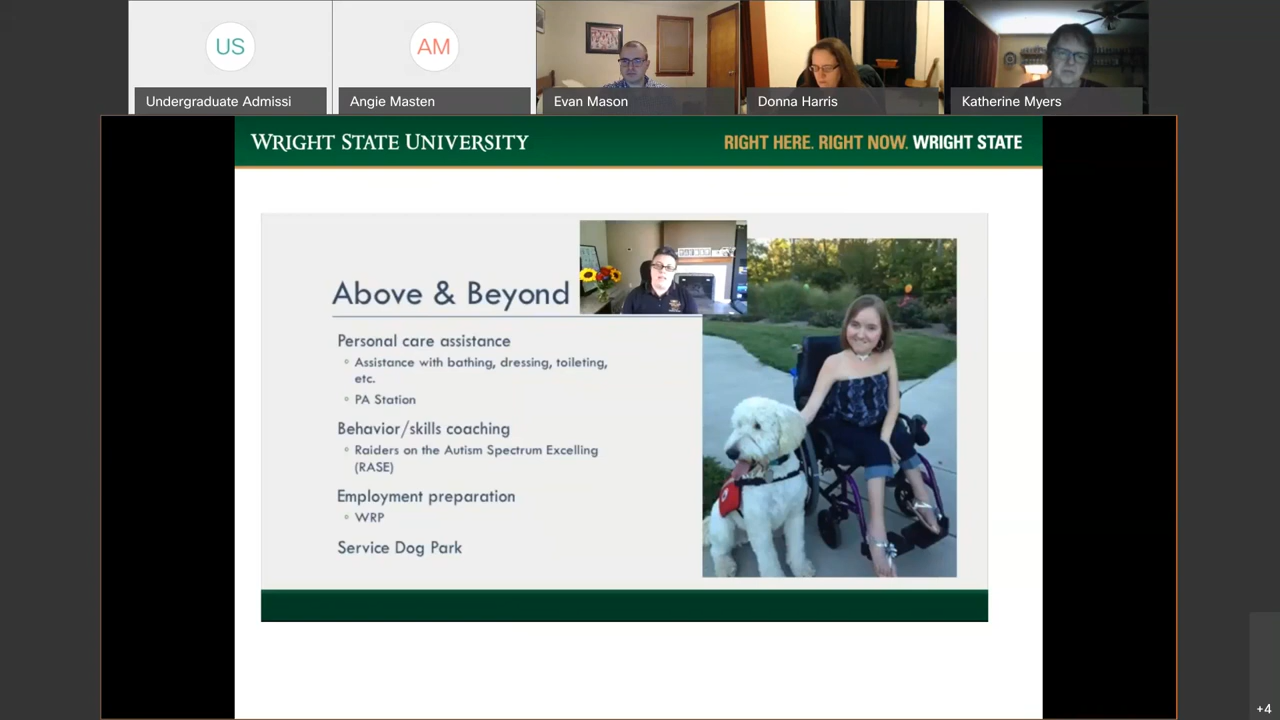 US
AM
Undergraduate Admissi
Angie Masten
Evan Mason
Donna Harris
Katherine Myers
WRIGHT STATE UNIVERSITY
RIGHT HERE. RIGHT NOW. WRIGHT STATE
Above & Beyond
Personal care assistance
Assistance with bathing, dressing, toileting,
etc.
PA Station
Behavior/skills coaching
Raiders on the Autism Spectrum Excelling
(RASE)
Employment preparation
WRP
Service Dog Park
+4